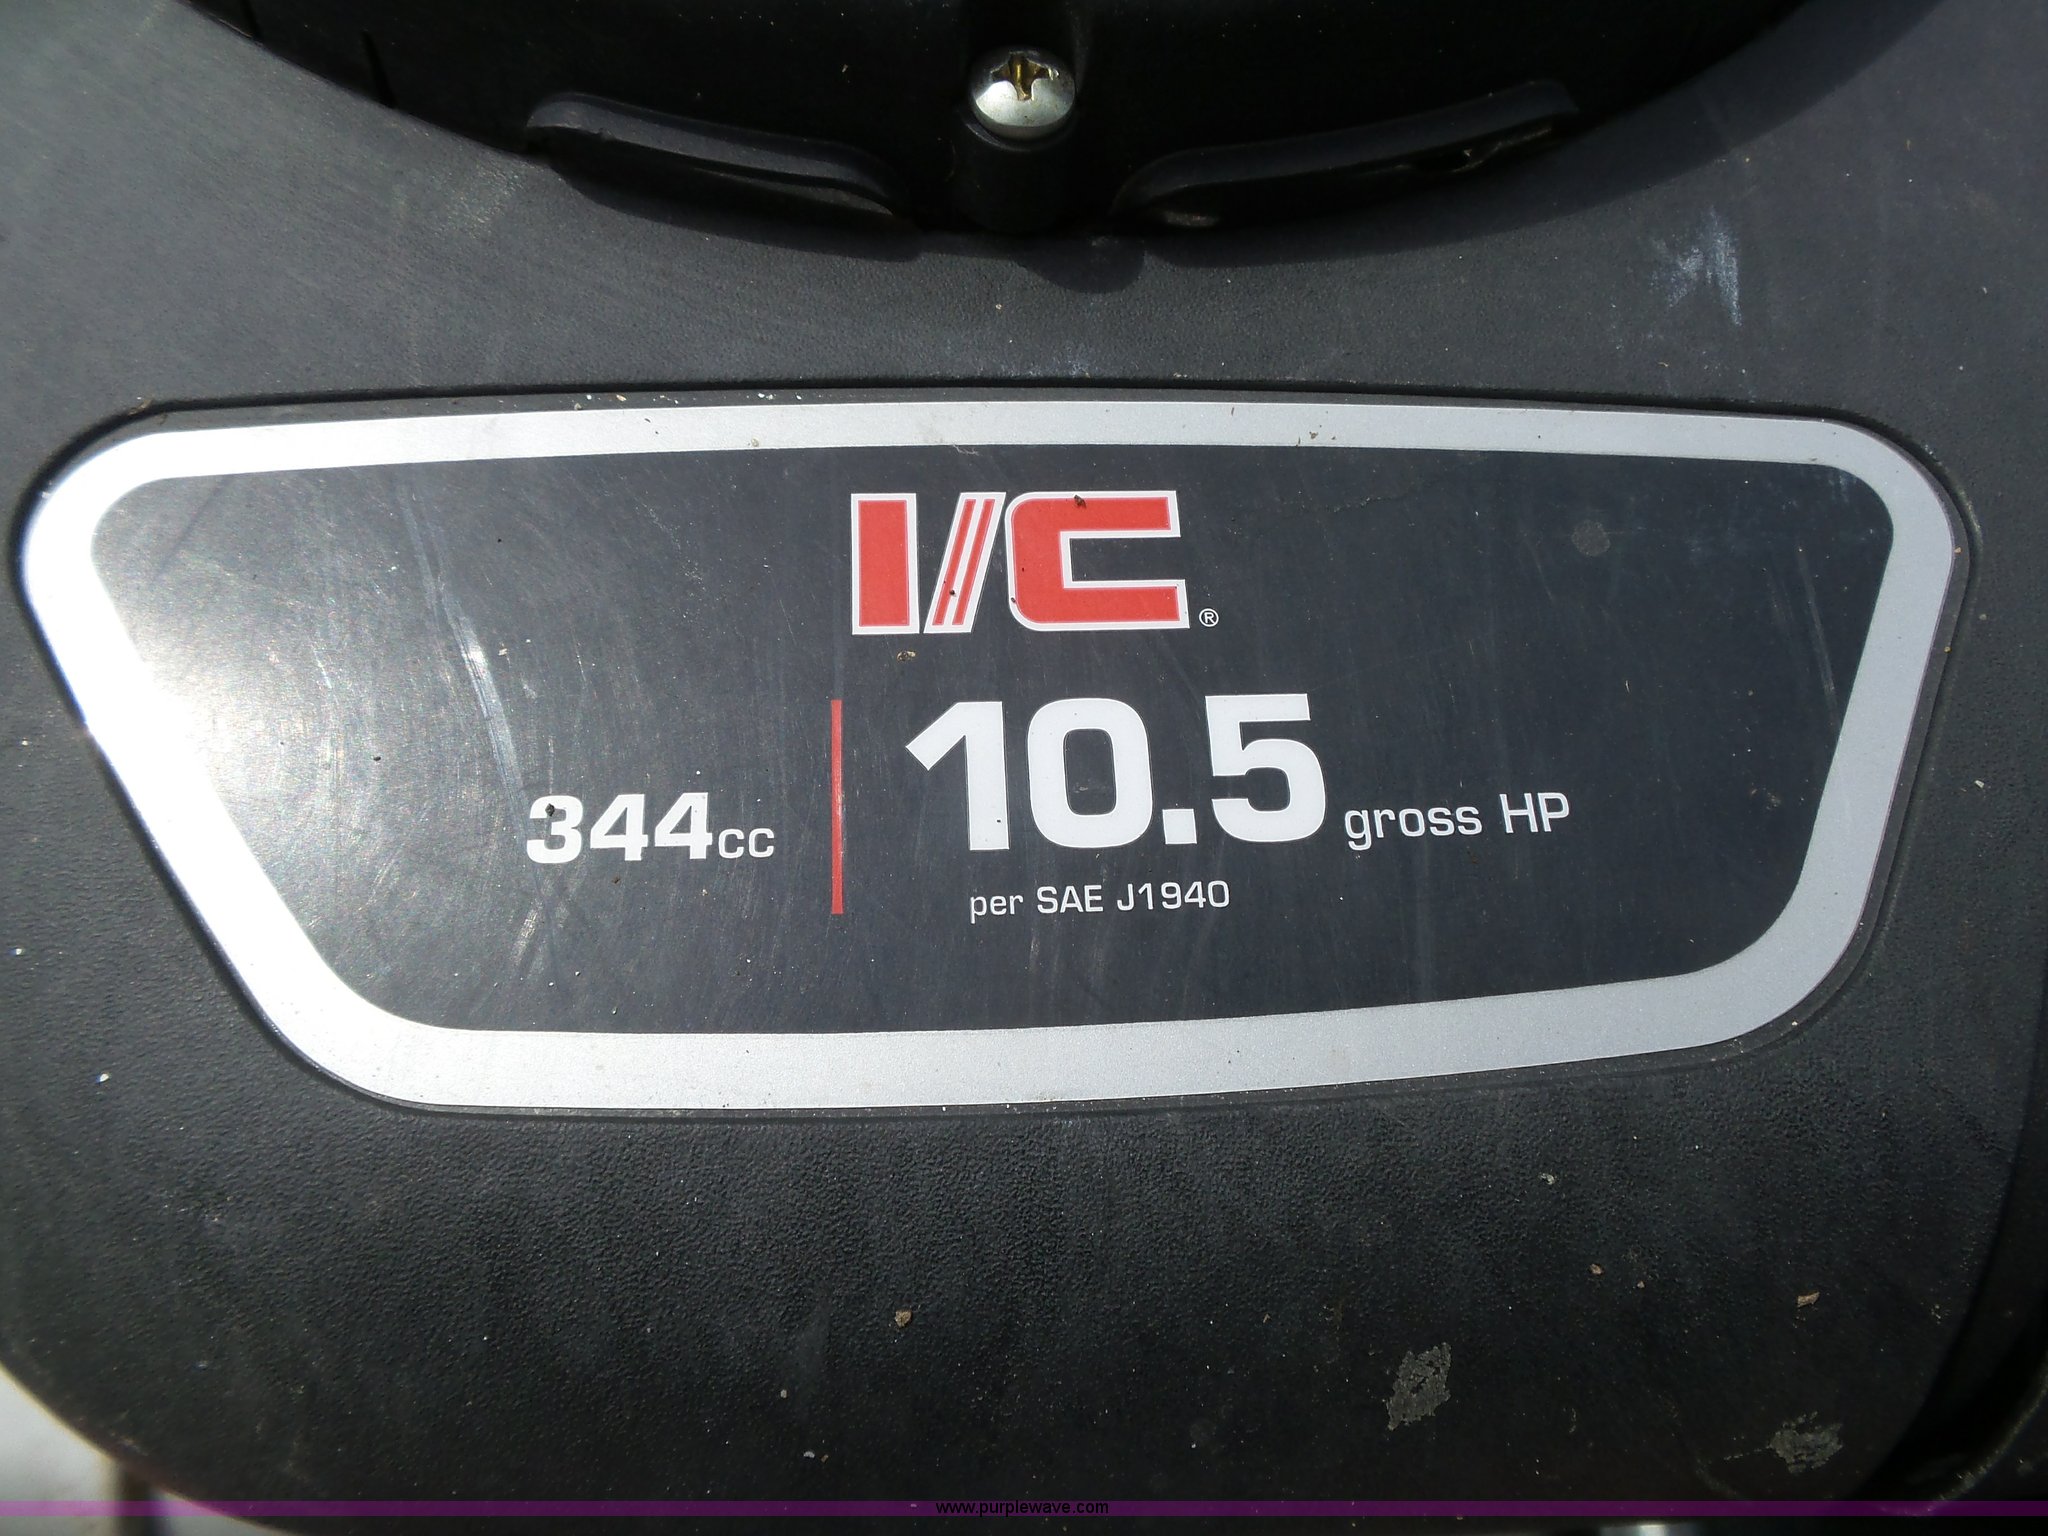 I/C®
344cc
10.5 gross HP
per SAE J1940
www.purplewave.com